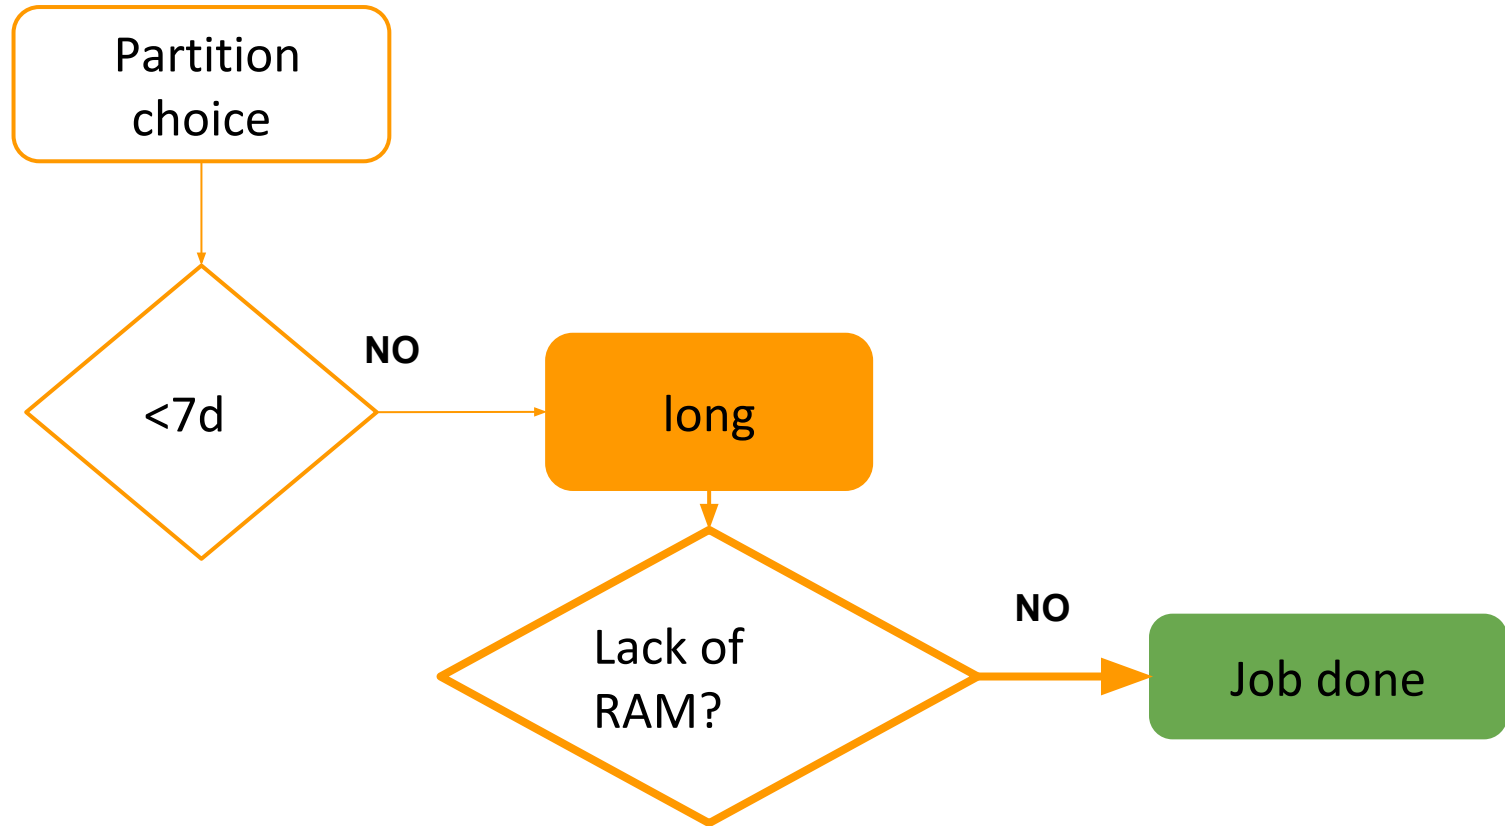 Partition
choice
NO
<7d
long
Lack of
RAM?
NO
Job done